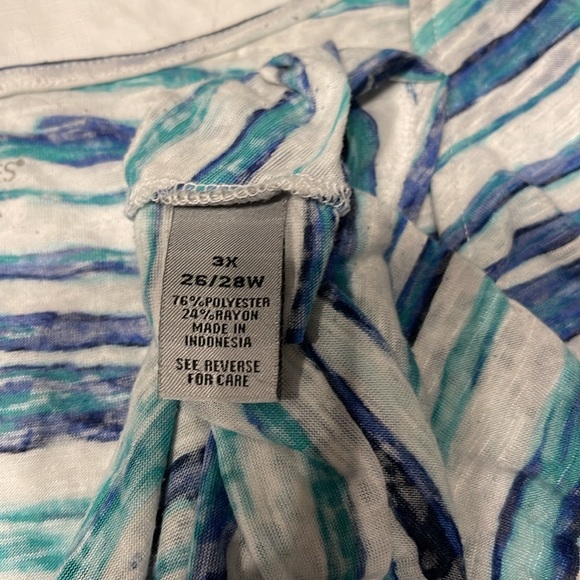 3X
26/28W
76%POLYESTER
24%RAYON
MADE IN
INDONESIA
SEE REVERSE
FOR CARE